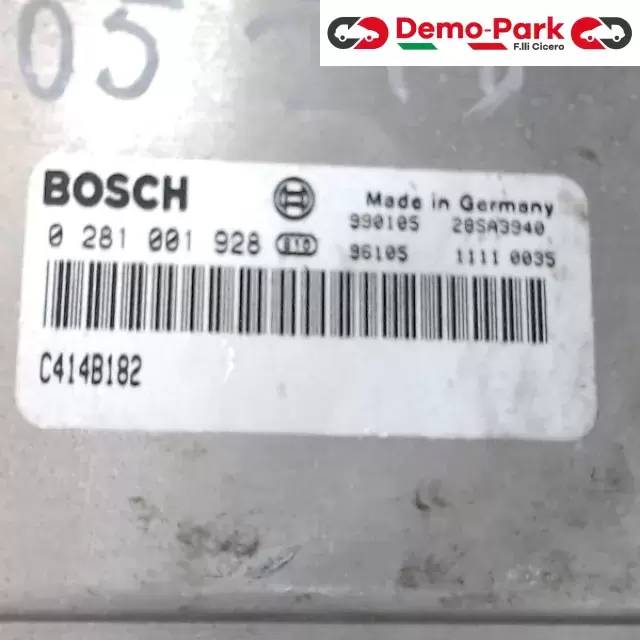 Demo-Park
F.lli Cicero
05
BOSCH
Made in Germany
990105 28SA3940
0 281 001 928 010
96105 1111 0035
C414B182